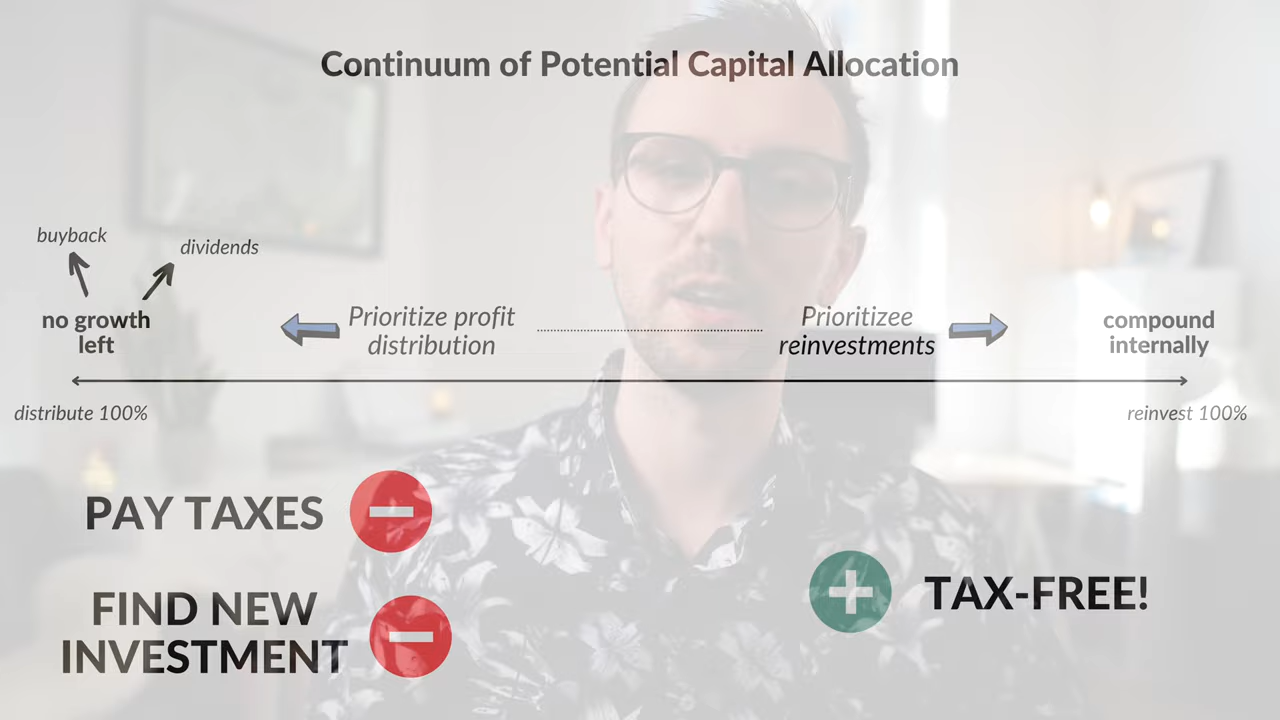 Continuum of Potential Capital Allocation
buyback
dividends
no growth
left
Prioritize profit
distribution
Prioritizee
reinvestments
compound
internally
distribute 100%
reinvest 100%
PAY TAXES
FIND NEW
INVESTMENT
TAX-FREE!